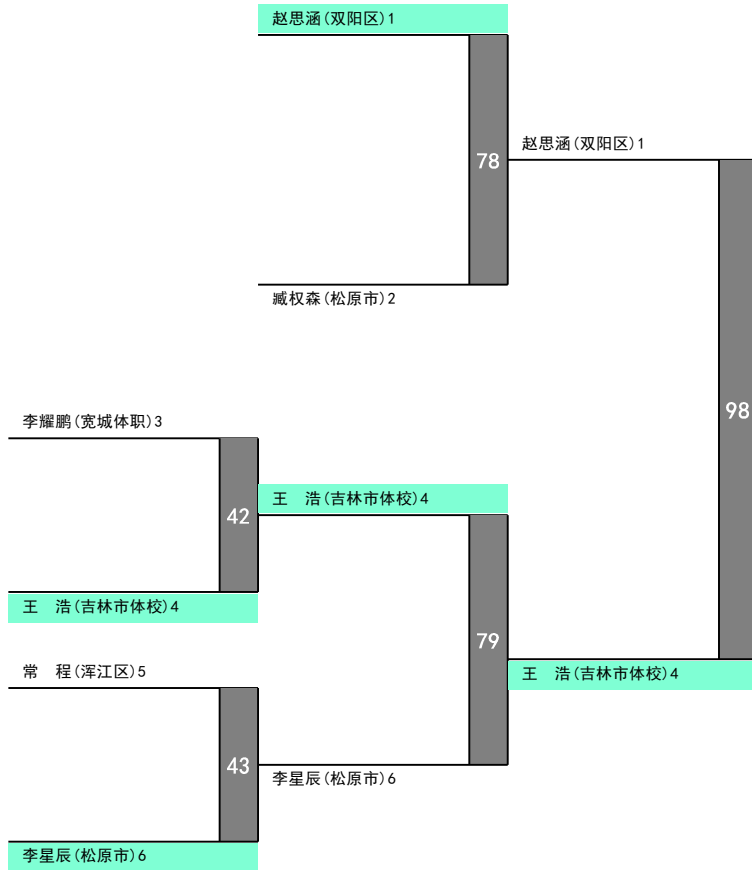 赵思涵(双阳区)1
赵思涵(双阳区)1
78
臧权森(松原市)2
98
李耀鹏(宽城体职)3
王　浩(吉林市体校)4
42
王　浩(吉林市体校)4
79
常　程(浑江区)5
王　浩(吉林市体校)4
43
李星辰(松原市)6
李星辰(松原市)6